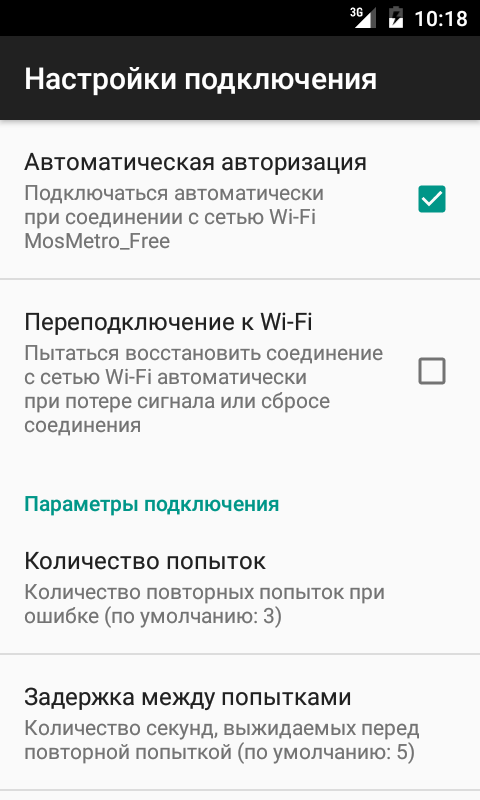 3G 10:18
Настройки подключения
Автоматическая авторизация
Подключаться автоматически
при соединении с сетью Wi-Fi
MosMetro_Free
Переподключение к Wi-Fi
Пытаться восстановить соединение
с сетью Wi-Fi автоматически
при потере сигнала или сбросе
соединения
Параметры подключения
Количество попыток
Количество повторных попыток при
ошибке (по умолчанию: 3)
Задержка между попытками
Количество секунд, выжидаемых перед
повторной попыткой (по умолчанию: 5)